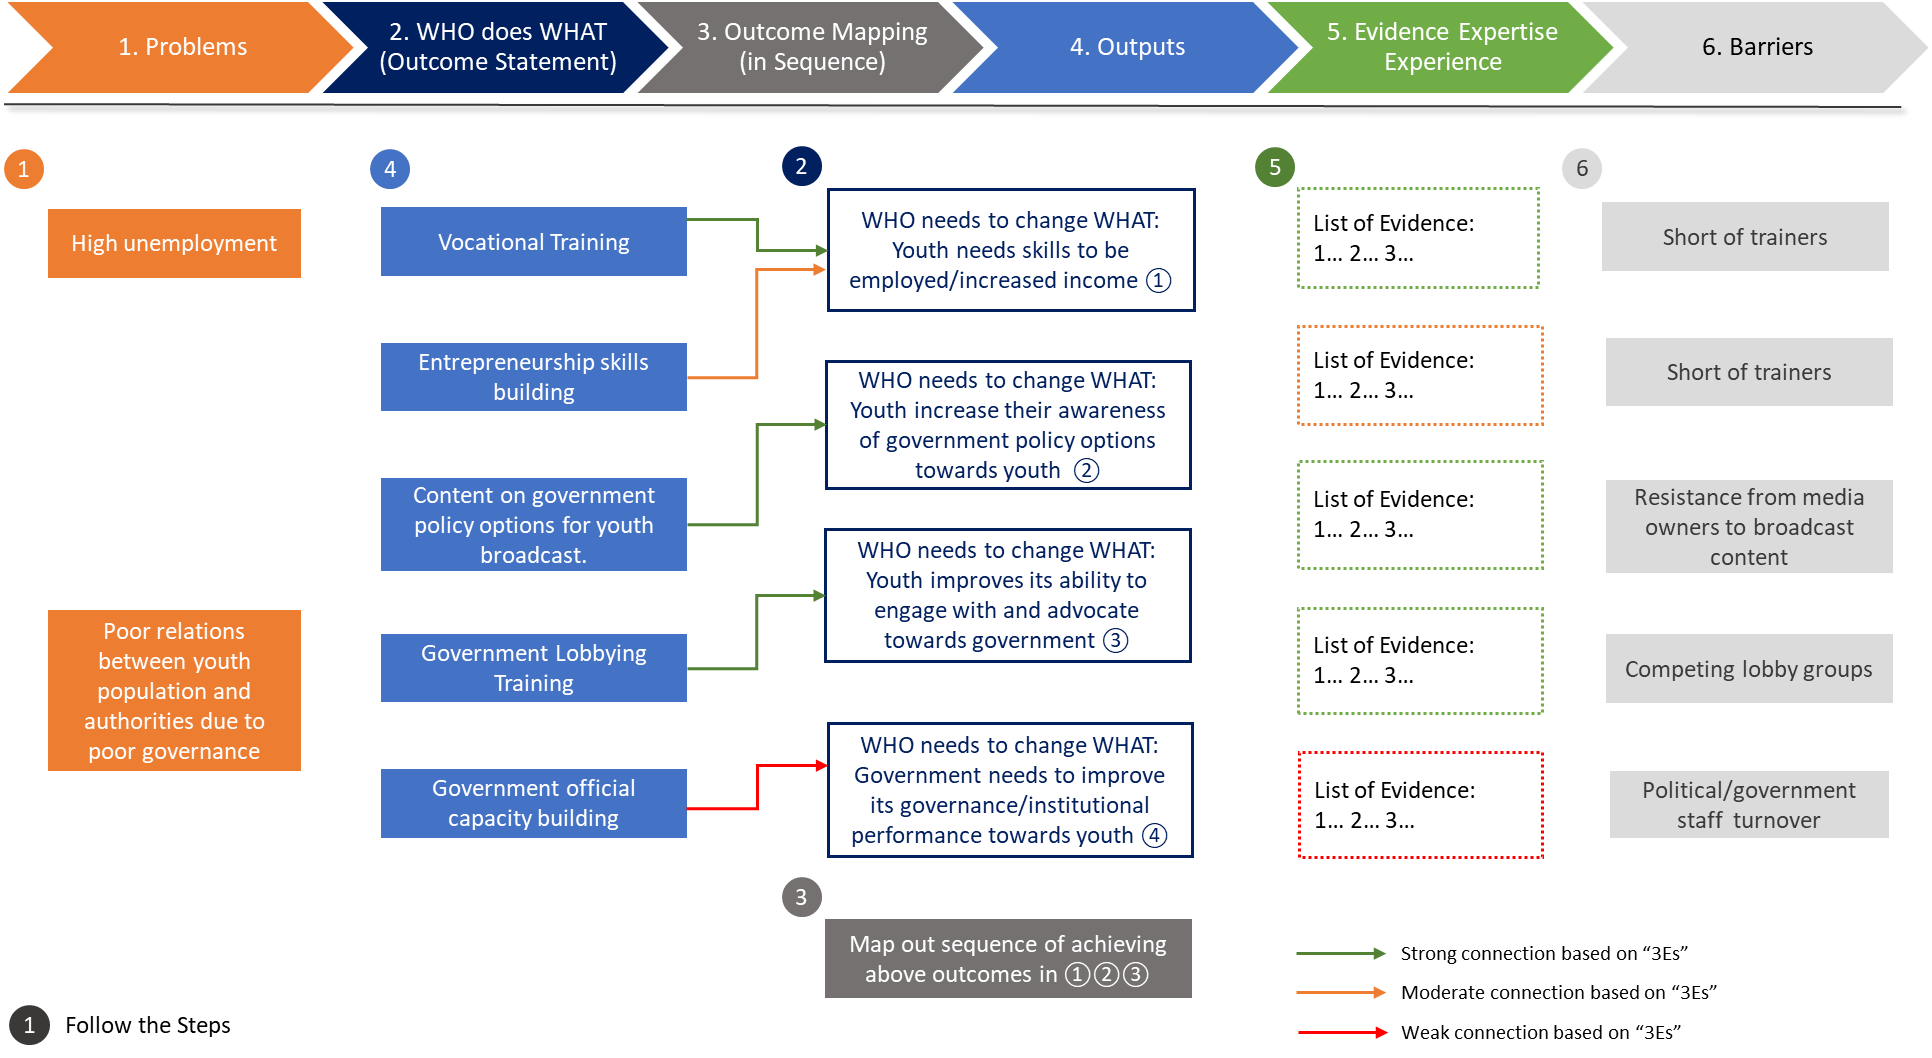 1. Problems
2. WHO does WHAT
(Outcome Statement)
3. Outcome Mapping
(in Sequence)
4. Outputs
5. Evidence Expertise
Experience
6. Barriers
1
High unemployment
Poor relations
between youth
population and
authorities due to
poor governance
4
Vocational Training
Entrepreneurship skills
building
Content on government
policy options for youth
broadcast.
Government Lobbying
Training
Government official
capacity building
2
WHO needs to change WHAT:
Youth needs skills to be
employed/increased income ①
WHO needs to change WHAT:
Youth increase their awareness
of government policy options
towards youth ②
WHO needs to change WHAT:
Youth improves its ability to
engage with and advocate
towards government ③
WHO needs to change WHAT:
Government needs to improve
its governance/institutional
performance towards youth ④
3
Map out sequence of achieving
above outcomes in ①②③
5
List of Evidence:
1... 2... 3...
List of Evidence:
1... 2... 3...
List of Evidence:
1... 2... 3...
List of Evidence:
1... 2... 3...
List of Evidence:
1... 2... 3...
6
Short of trainers
Short of trainers
Resistance from media
owners to broadcast
content
Competing lobby groups
Political/government
staff turnover
Strong connection based on “3Es”
Moderate connection based on “3Es”
Weak connection based on “3Es”
1 Follow the Steps